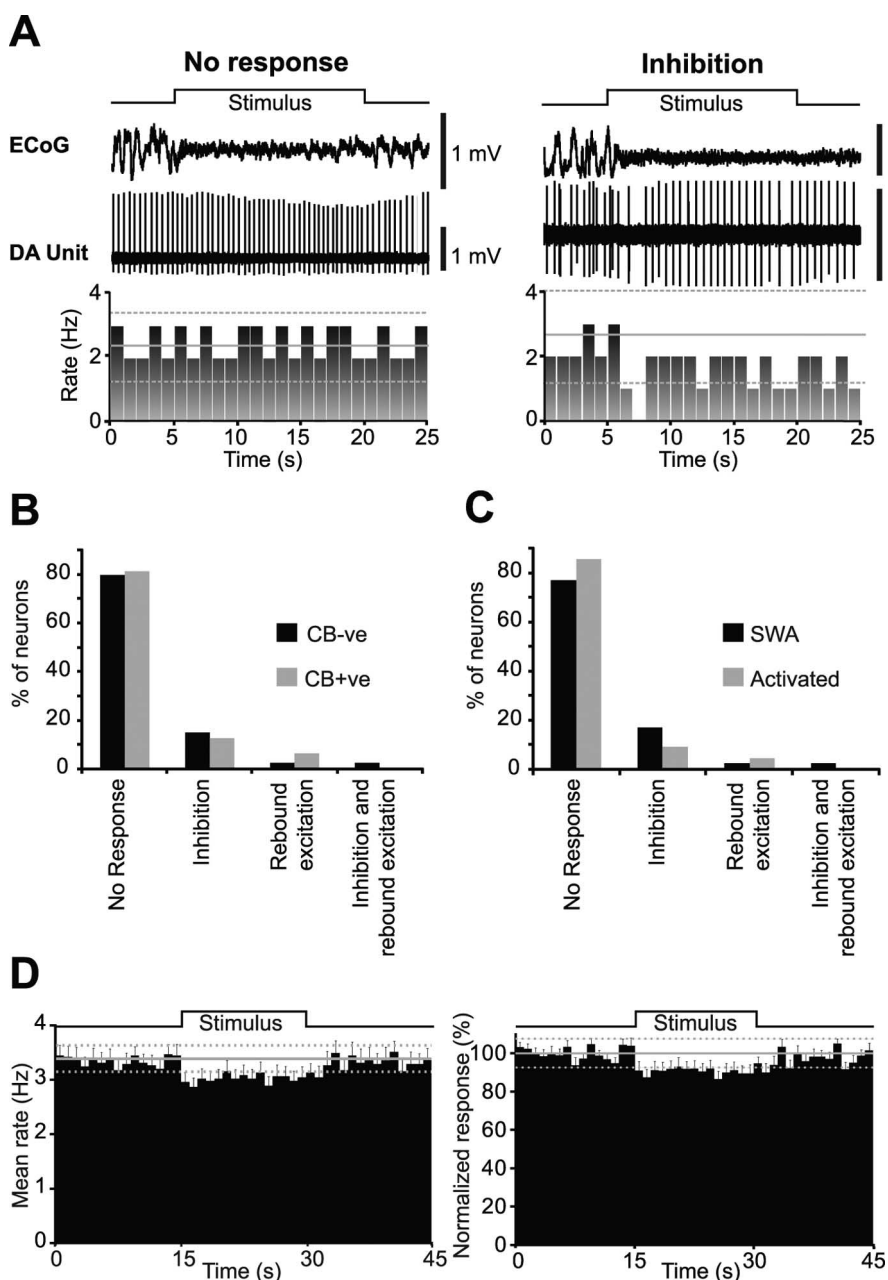 A
No response
Inhibition
Stimulus
Stimulus
ECoG
1 mV
DA Unit
1 mV
Rate (Hz)
4
2
0
0 5 10 15 20 25
Time (s)
4
2
0
0 5 10 15 20 25
Time (s)
B
% of neurons
80
60
40
20
0
CB-ve
CB+ve
No Response
Inhibition
Rebound
excitation
Inhibition and
rebound excitation
C
% of neurons
80
60
40
20
0
SWA
Activated
No Response
Inhibition
Rebound
excitation
Inhibition and
rebound excitation
D
Stimulus
Mean rate (Hz)
4
3
2
1
0
0 15 30 45
Time (s)
Stimulus
Normalized response (%)
100
80
60
40
20
0
0 15 30 45
Time (s)